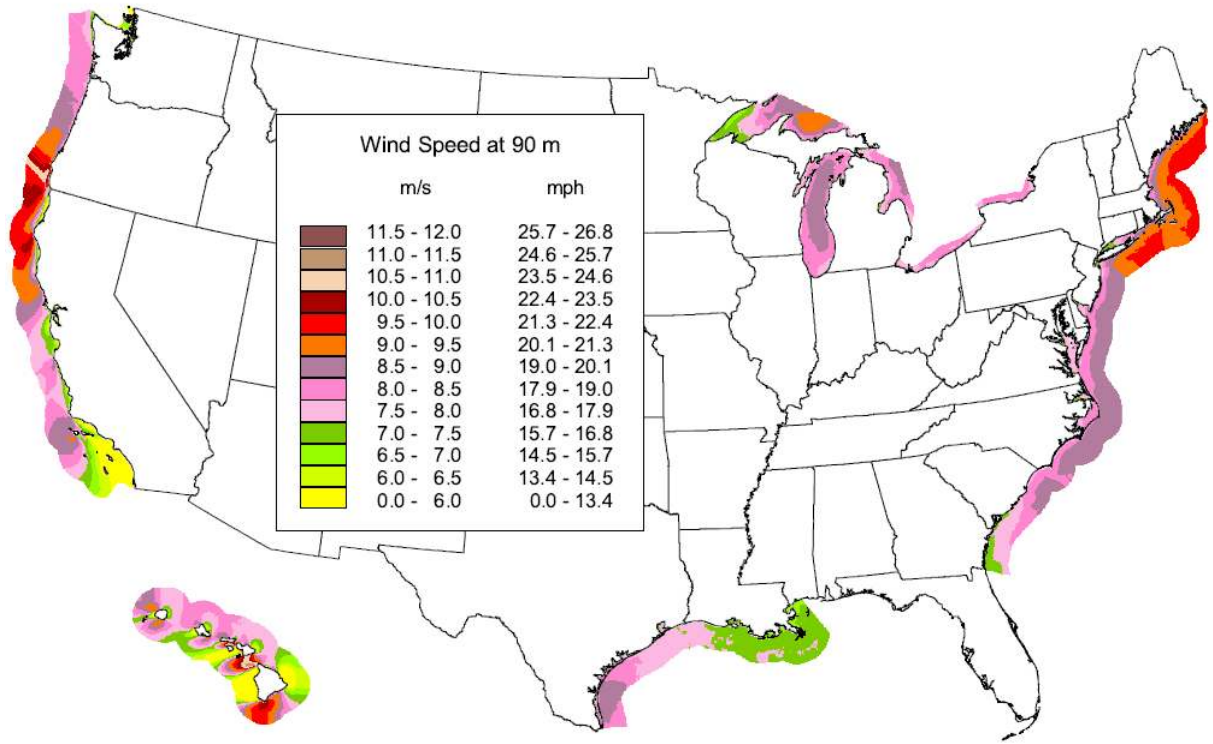 Wind Speed at 90 m
m/s mph
11.5 - 12.0 25.7 - 26.8
11.0 - 11.5 24.6 - 25.7
10.5 - 11.0 23.5 - 24.6
10.0 - 10.5 22.4 - 23.5
9.5 - 10.0 21.3 - 22.4
9.0 - 9.5 20.1 - 21.3
8.5 - 9.0 19.0 - 20.1
8.0 - 8.5 17.9 - 19.0
7.5 - 8.0 16.8 - 17.9
7.0 - 7.5 15.7 - 16.8
6.5 - 7.0 14.5 - 15.7
6.0 - 6.5 13.4 - 14.5
0.0 - 6.0 0.0 - 13.4